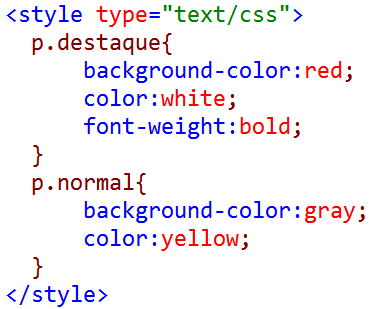 <style type="text/css">
  p.destaque{
      background-color:red;
      color:white;
      font-weight:bold;
  }
  p.normal{
      background-color:gray;
      color:yellow;
  }
</style>